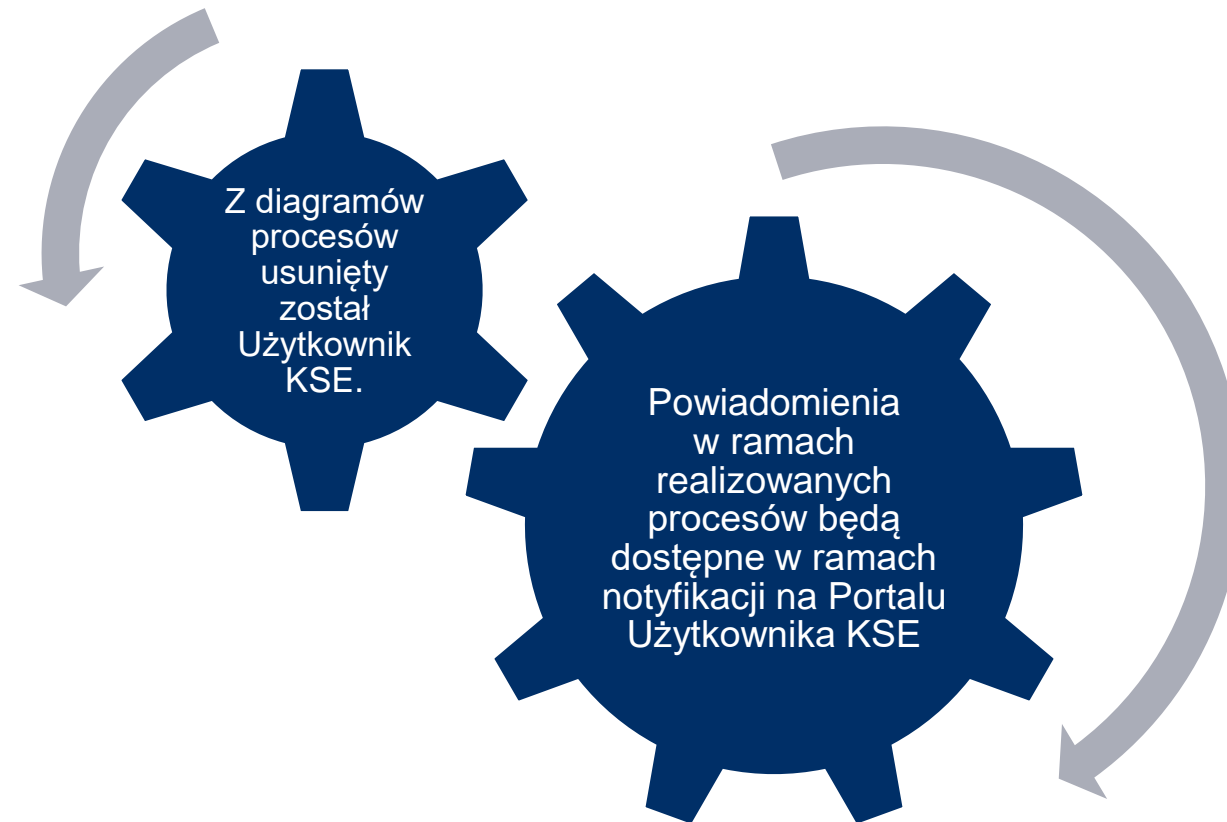 Z diagramów
procesów
usunięty
został
Użytkownik
KSE.
Powiadomienia
w ramach
realizowanych
procesów będą
dostępne w ramach
notyfikacji na Portalu
Użytkownika KSE